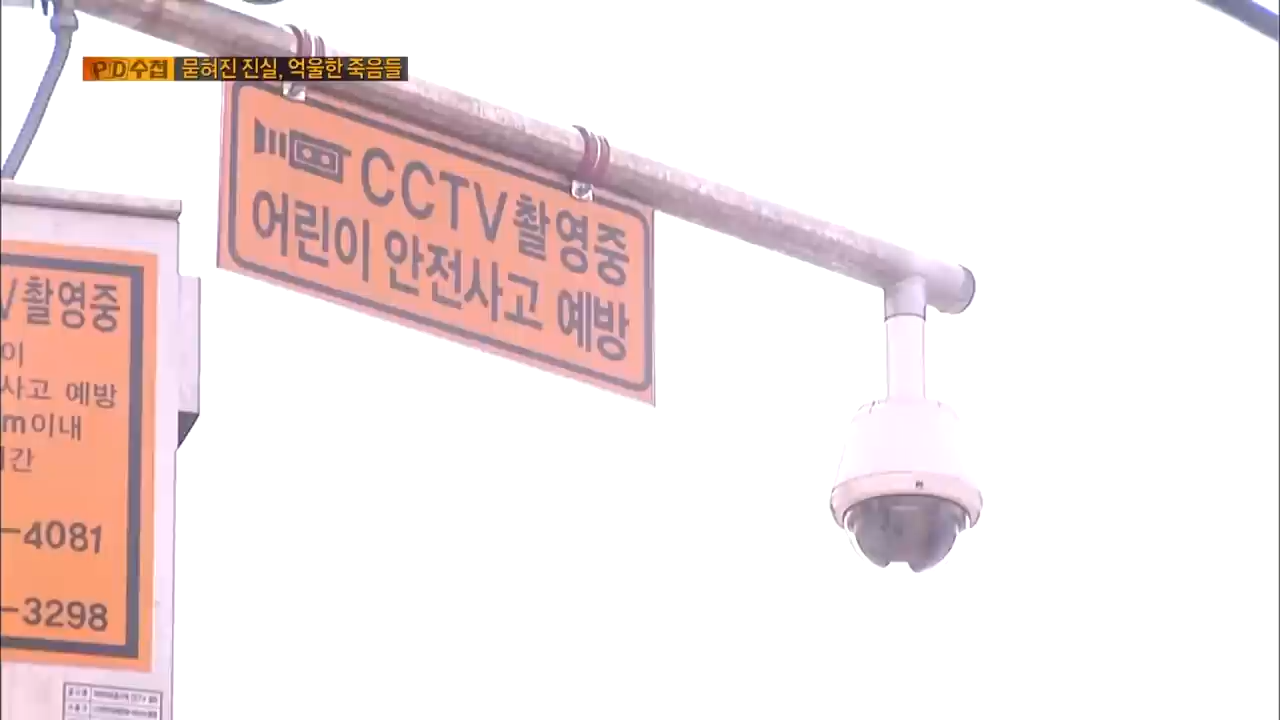 PD수첩 묻혀진 진실, 억울한 죽음들
CCTV촬영중
어린이 안전사고 예방
V촬영중
이
사고 예방
m이내
간
-4081
-3298